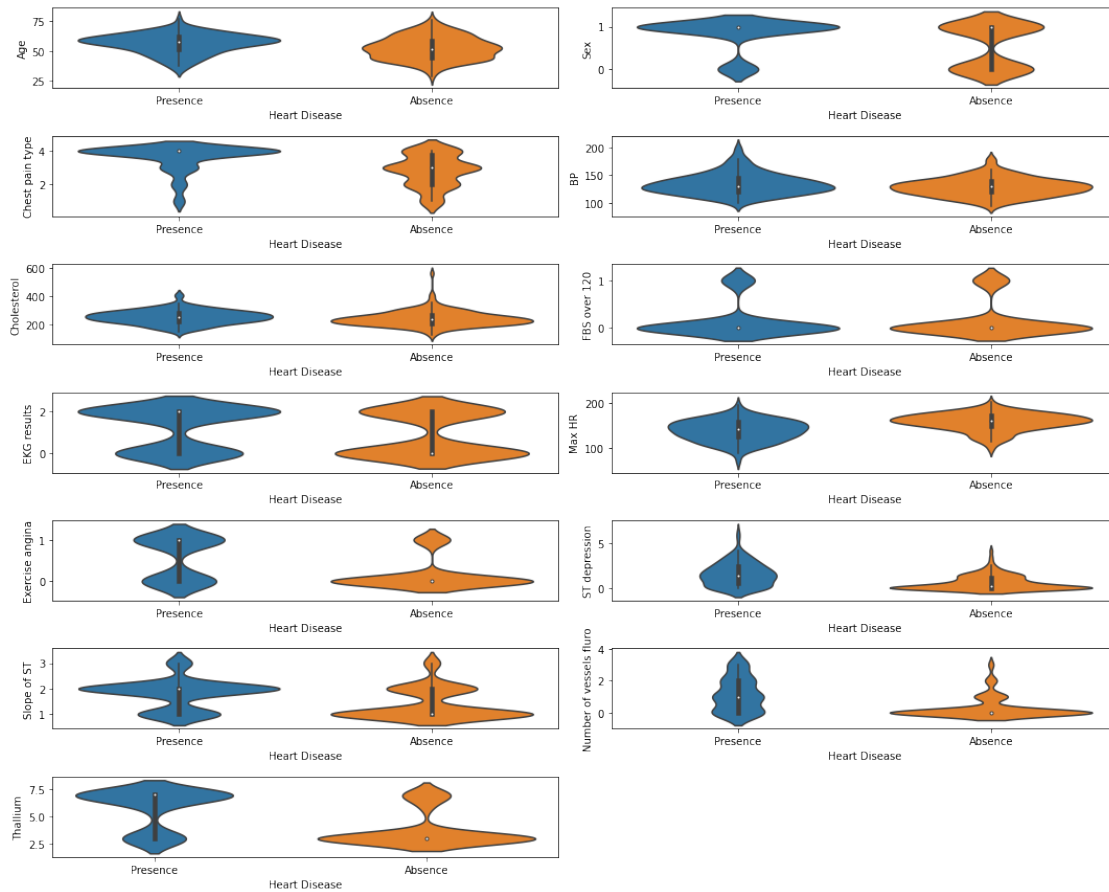 Age
75
50
25
Presence Absence
Heart Disease
Sex
1
0
Presence Absence
Heart Disease
Chest pain type
4
2
Presence Absence
Heart Disease
BP
200
150
100
Presence Absence
Heart Disease
Cholesterol
600
400
200
Presence Absence
Heart Disease
FBS over 120
1
0
Presence Absence
Heart Disease
EKG results
2
0
Presence Absence
Heart Disease
Max HR
200
100
Presence Absence
Heart Disease
Exercise angina
1
0
Presence Absence
Heart Disease
ST depression
5
0
Presence Absence
Heart Disease
Slope of ST
3
2
1
Presence Absence
Heart Disease
Number of vessels fluro
4
2
0
Presence Absence
Heart Disease
Thallium
7.5
5.0
2.5
Presence Absence
Heart Disease